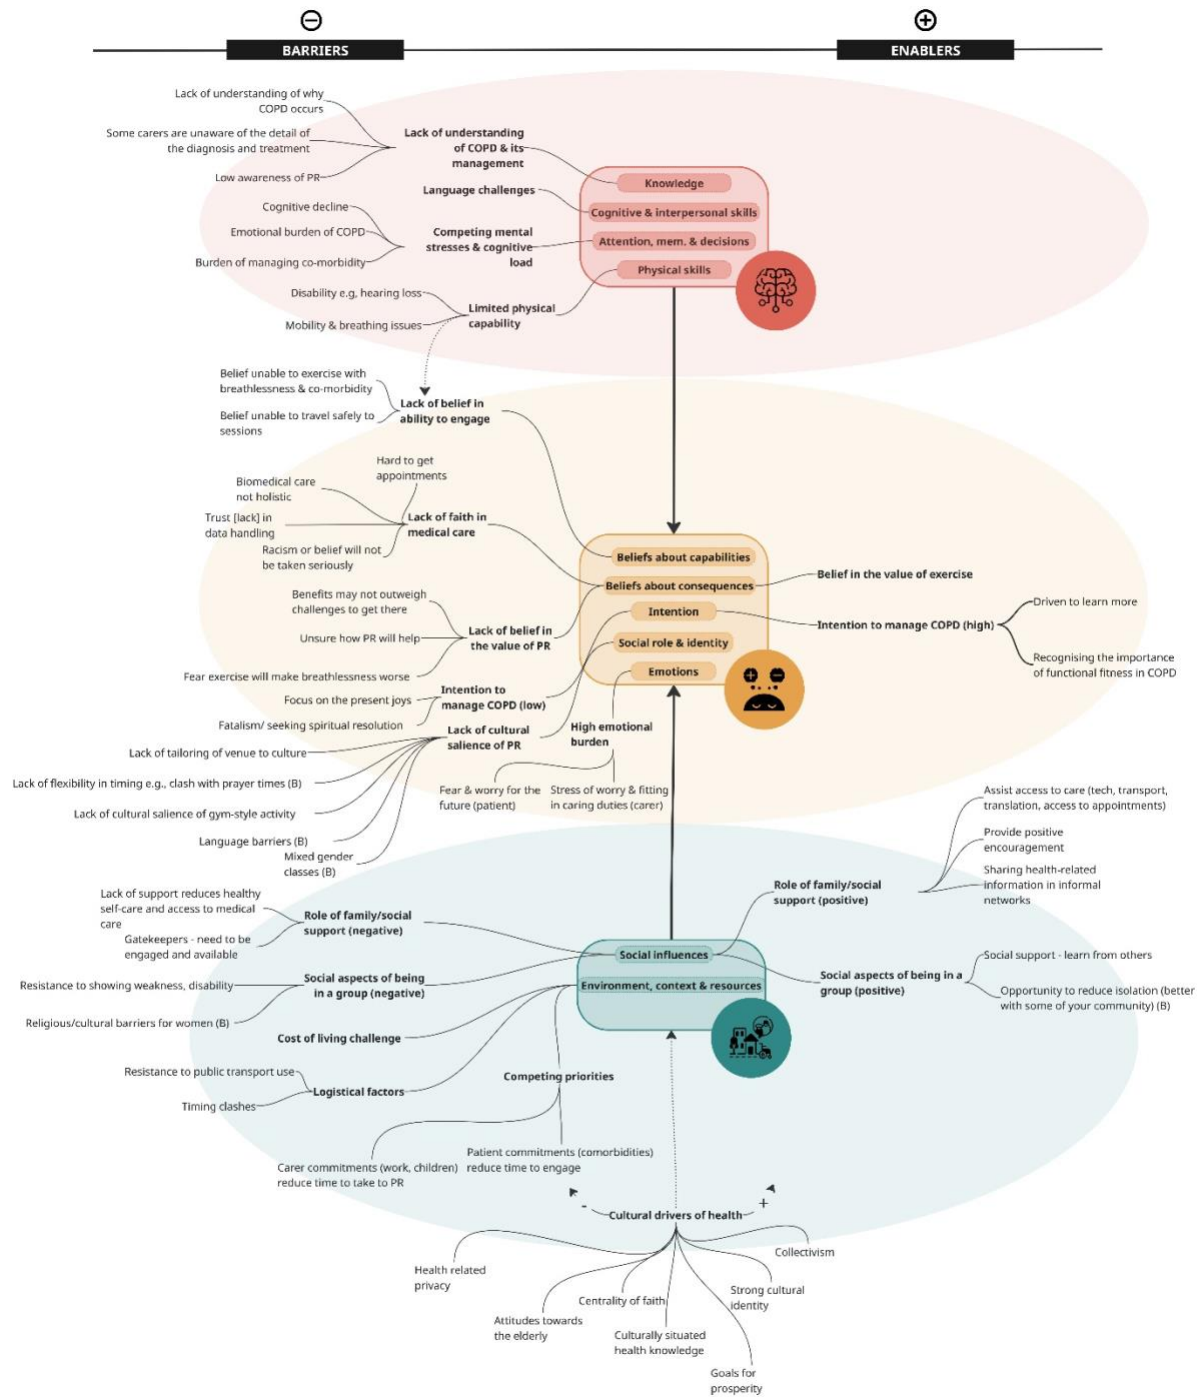 BARRIERS
ENABLERS
Lack of understanding of why
COPD occurs
Some carers are unaware of the detail of
the diagnosis and treatment
Low awareness of PR
Lack of understanding
of COPD & its
management
Language challenges
Cognitive decline
Emotional burden of COPD
Burden of managing co-morbidity
Competing mental
stresses & cognitive
load
Disability e.g, hearing loss
Mobility & breathing issues
Limited physical
capability
Knowledge
Cognitive & interpersonal skills
Attention, mem. & decisions
Physical skills
Belief unable to exercise with
breathlessness & co-morbidity
Belief unable to travel safely to
sessions
Lack of belief in
ability to engage
Hard to get
appointments
Biomedical care
not holistic
Trust [lack] in
data handling
Racism or belief will not
be taken seriously
Lack of faith in
medical care
Benefits may not outweigh
challenges to get there
Unsure how PR will help
Fear exercise will make breathlessness worse
Lack of belief in
the value of PR
Focus on the present joys
Fatalism/ seeking spiritual resolution
Intention to
manage COPD (low)
Lack of cultural
salience of PR
Lack of tailoring of venue to culture
Lack of flexibility in timing e.g., clash with prayer times (B)
Lack of cultural salience of gym-style activity
Language barriers (B)
Mixed gender
classes (B)
High emotional
burden
Fear & worry for the
future (patient)
Stress of worry & fitting
in caring duties (carer)
Beliefs about capabilities
Beliefs about consequences
Intention
Social role & identity
Emotions
Belief in the value of exercise
Intention to manage COPD (high)
Driven to learn more
Recognising the importance
of functional fitness in COPD
Lack of support reduces healthy
self-care and access to medical
care
Gatekeepers - need to be
engaged and available
Role of family/social
support (negative)
Resistance to showing weakness, disability
Religious/cultural barriers for women (B)
Social aspects of being
in a group (negative)
Cost of living challenge
Resistance to public transport use
Timing clashes
Logistical factors
Competing priorities
Carer commitments (work, children)
reduce time to take to PR
Patient commitments (comorbidities)
reduce time to engage
Social influences
Environment, context & resources
Role of family/social
support (positive)
Assist access to care (tech, transport,
translation, access to appointments)
Provide positive
encouragement
Sharing health-related
information in informal
networks
Social aspects of being in a
group (positive)
Social support - learn from others
Opportunity to reduce isolation (better
with some of your community) (B)
- Cultural drivers of health +
Health related
privacy
Attitudes towards
the elderly
Centrality of faith
Culturally situated
health knowledge
Goals for
prosperity
Strong cultural
identity
Collectivism